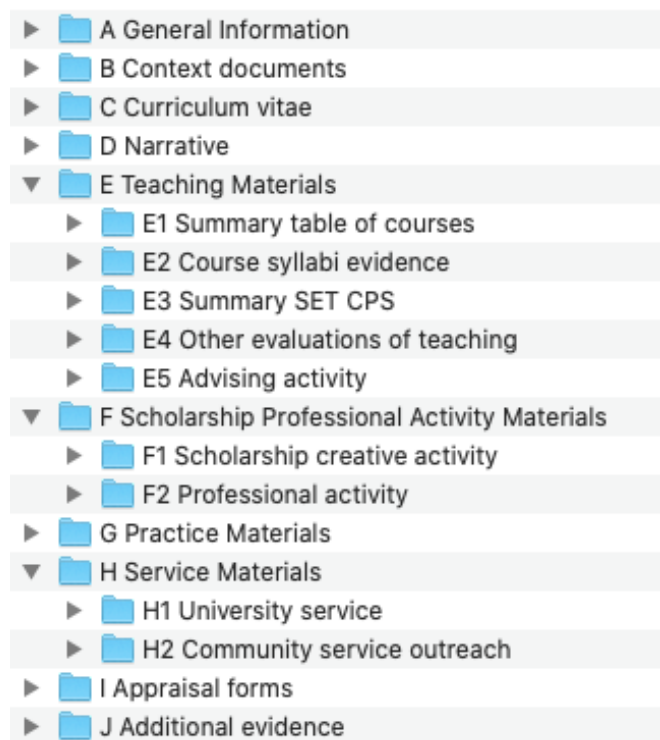 A General Information
B Context documents
C Curriculum vitae
D Narrative
E Teaching Materials
E1 Summary table of courses
E2 Course syllabi evidence
E3 Summary SET CPS
E4 Other evaluations of teaching
E5 Advising activity
F Scholarship Professional Activity Materials
F1 Scholarship creative activity
F2 Professional activity
G Practice Materials
H Service Materials
H1 University service
H2 Community service outreach
I Appraisal forms
J Additional evidence